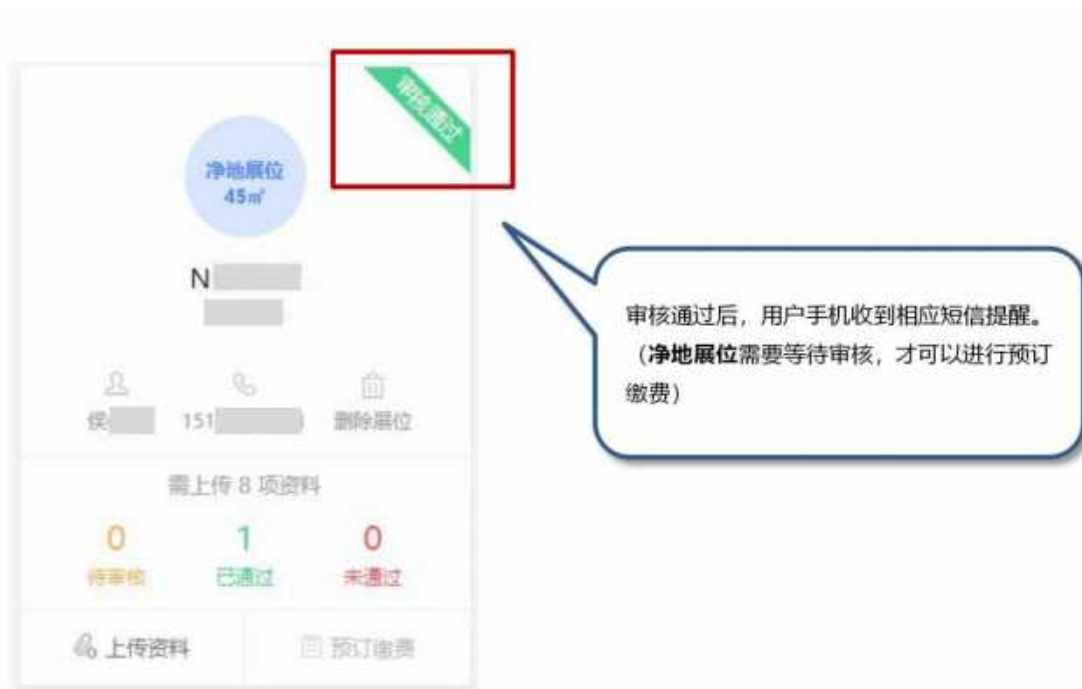 审核通过
净地展位
45㎡
N
侯
151
删除展位
需上传 8 项资料
0
1
0
待审核
已通过
未通过
上传资料
预订缴费
审核通过后，用户手机收到相应短信提醒。
（净地展位需要等待审核，才可以进行预订
缴费）